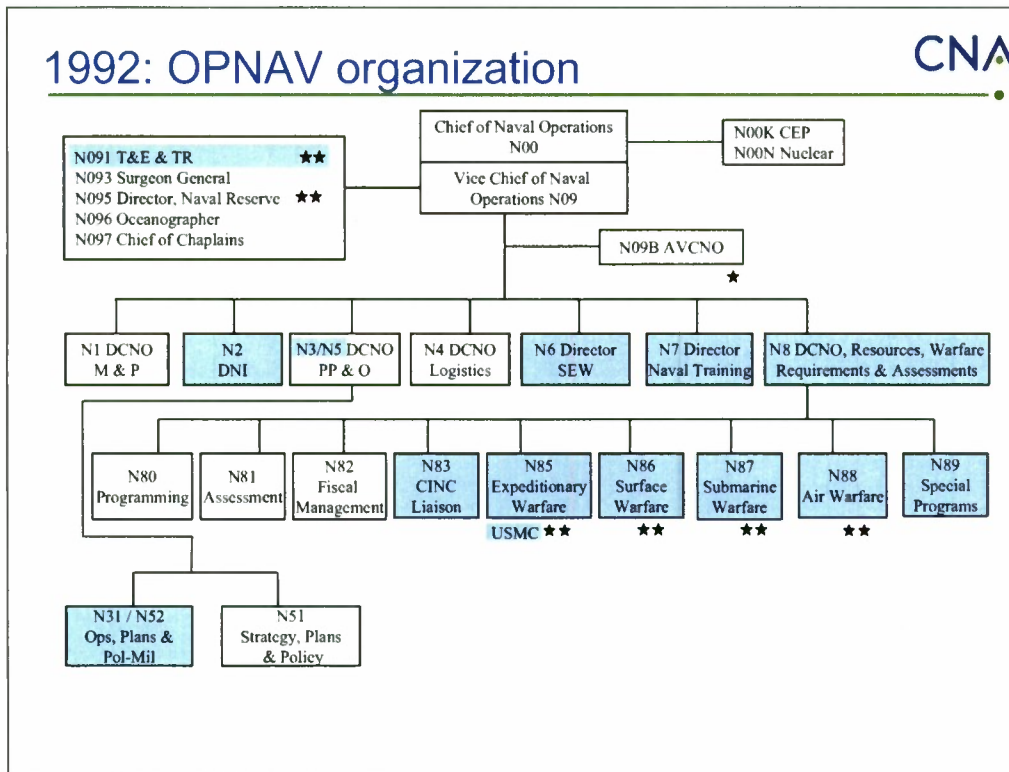 1992: OPNAV organization
CNA
Chief of Naval Operations
N00
Vice Chief of Naval
Operations N09
N00K CEP
N00N Nuclear
N091 T&E & TR ★★
N093 Surgeon General
N095 Director, Naval Reserve ★★
N096 Oceanographer
N097 Chief of Chaplains
N09B AVCNO
★
N1 DCNO
M & P
N2
DNI
N3/N5 DCNO
PP & O
N4 DCNO
Logistics
N6 Director
SEW
N7 Director
Naval Training
N8 DCNO, Resources, Warfare
Requirements & Assessments
N80
Programming
N81
Assessment
N82
Fiscal
Management
N83
CINC
Liaison
N85
Expeditionary
Warfare
USMC ★★
N86
Surface
Warfare
★★
N87
Submarine
Warfare
★★
N88
Air Warfare
★★
N89
Special
Programs
N31 / N52
Ops, Plans &
Pol-Mil
N51
Strategy, Plans
& Policy